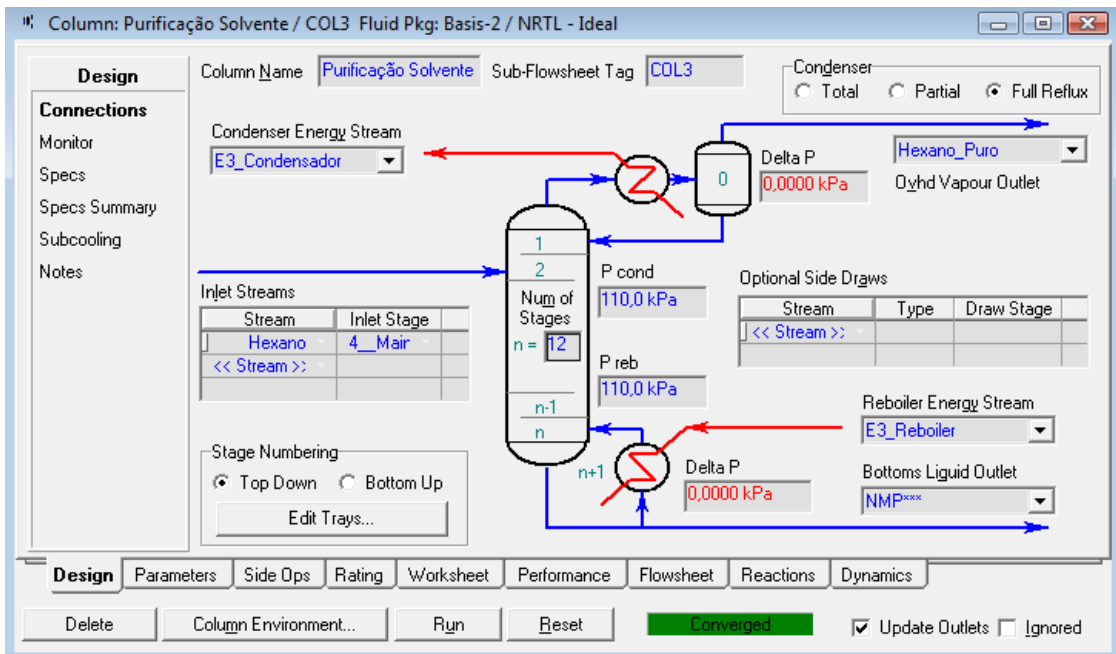 Column: Purificação Solvente / COL3 Fluid Pkg: Basis-2 / NRTL - Ideal
Design
Connections
Monitor
Specs
Specs Summary
Subcooling
Notes
Column Name Purificação Solvente Sub-Flowsheet Tag COL3
Condenser
Total Partial Full Reflux
Condenser Energy Stream
E3_Condensador
0
Delta P
0,0000 kPa
Hexano_Puro
Ovhd Vapour Outlet
1
2
Num of
Stages
n = 12
n-1
n
n+1
P cond
110,0 kPa
P reb
110,0 kPa
Inlet Streams
Stream Inlet Stage
Hexano 4__Mair
<< Stream >>
Optional Side Draws
Stream Type Draw Stage
<< Stream >>
Stage Numbering
Top Down Bottom Up
Edit Trays...
Delta P
0,0000 kPa
Reboiler Energy Stream
E3_Reboiler
Bottoms Liquid Outlet
NMP***
Design Parameters Side Ops Rating Worksheet Performance Flowsheet Reactions Dynamics
Delete Column Environment... Run Reset Converged Update Outlets Ignored